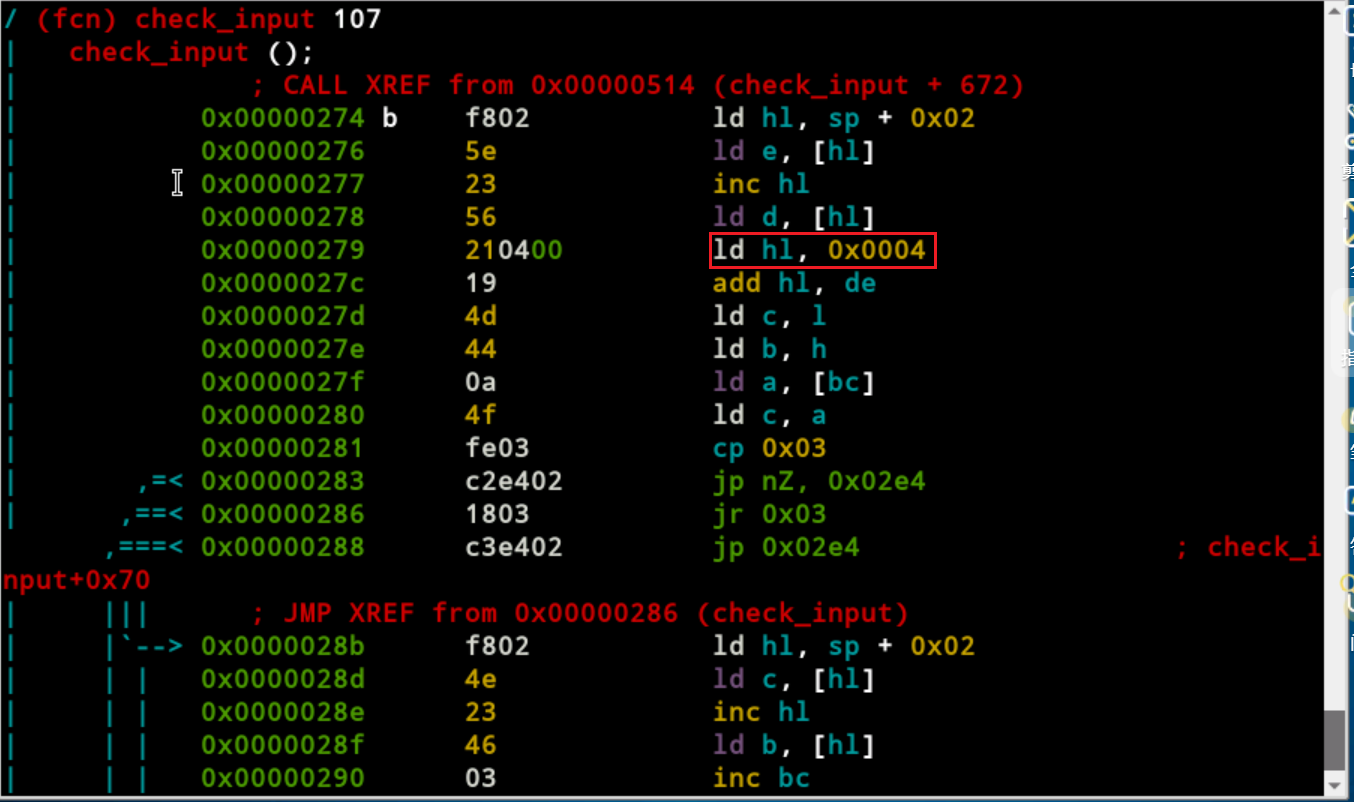 / (fcn) check_input 107
|   check_input ();
|              ; CALL XREF from 0x00000514 (check_input + 672)
|           0x00000274 b    f802           ld hl, sp + 0x02
|           0x00000276      5e             ld e, [hl]
|           0x00000277      23             inc hl
|           0x00000278      56             ld d, [hl]
|           0x00000279      210400         ld hl, 0x0004
|           0x0000027c      19             add hl, de
|           0x0000027d      4d             ld c, l
|           0x0000027e      44             ld b, h
|           0x0000027f      0a             ld a, [bc]
|           0x00000280      4f             ld c, a
|           0x00000281      fe03           cp 0x03
|       ,=< 0x00000283      c2e402         jp nZ, 0x02e4
|      ,==< 0x00000286      1803           jr 0x03
      ,===< 0x00000288      c3e402         jp 0x02e4                   ; check_i
nput+0x70
|     |||      ; JMP XREF from 0x00000286 (check_input)
|     |`--> 0x0000028b      f802           ld hl, sp + 0x02
|     | |   0x0000028d      4e             ld c, [hl]
|     | |   0x0000028e      23             inc hl
|     | |   0x0000028f      46             ld b, [hl]
|     | |   0x00000290      03             inc bc